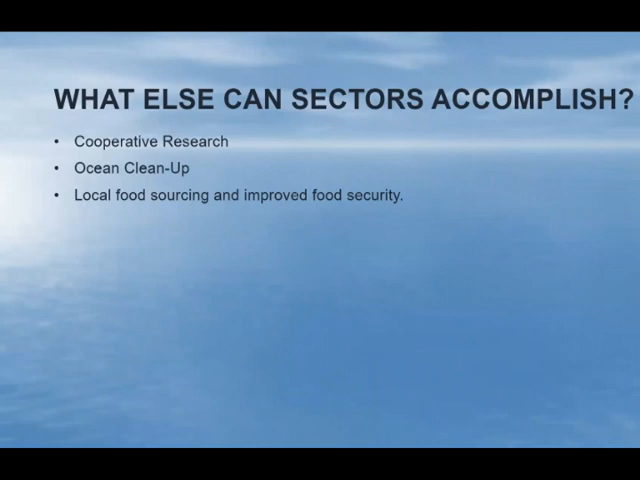 WHAT ELSE CAN SECTORS ACCOMPLISH?
• Cooperative Research
• Ocean Clean-Up
• Local food sourcing and improved food security.